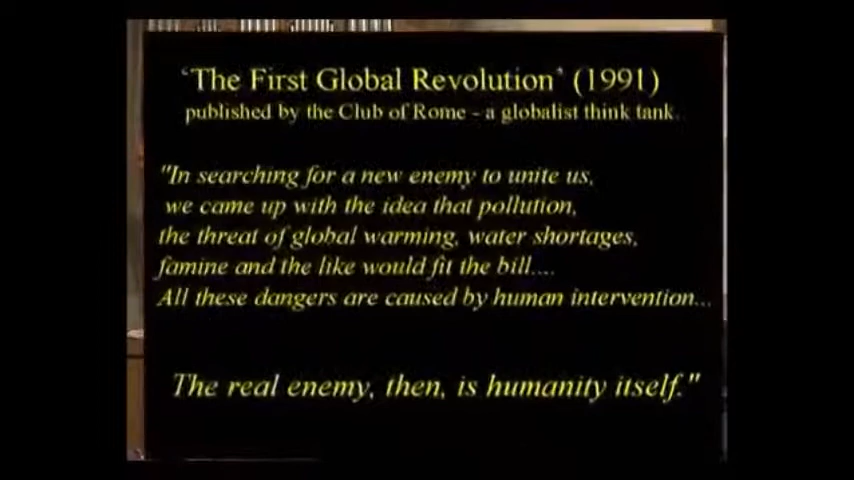 ‘The First Global Revolution’ (1991)
published by the Club of Rome - a globalist think tank.
"In searching for a new enemy to unite us,
we came up with the idea that pollution,
the threat of global warming, water shortages,
famine and the like would fit the bill....
All these dangers are caused by human intervention...
The real enemy, then, is humanity itself."